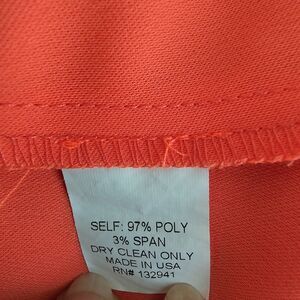 SELF: 97% POLY
3% SPAN
DRY CLEAN ONLY
MADE IN USA
RN# 132941